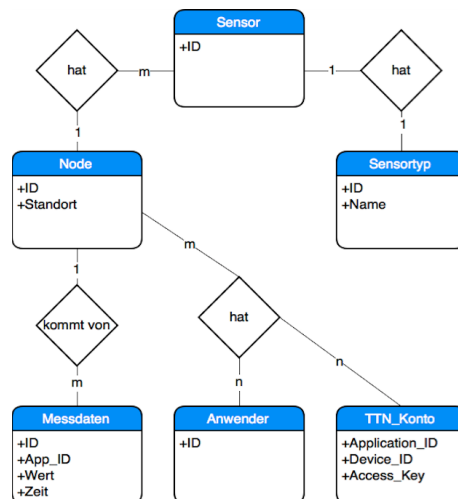 Sensor
+ID
hat
m
1
hat
1
1
Node
+ID
+Standort
Sensortyp
+ID
+Name
m
1
kommt von
hat
m
n
n
Messdaten
+ID
+App_ID
+Wert
+Zeit
Anwender
+ID
TTN_Konto
+Application_ID
+Device_ID
+Access_Key